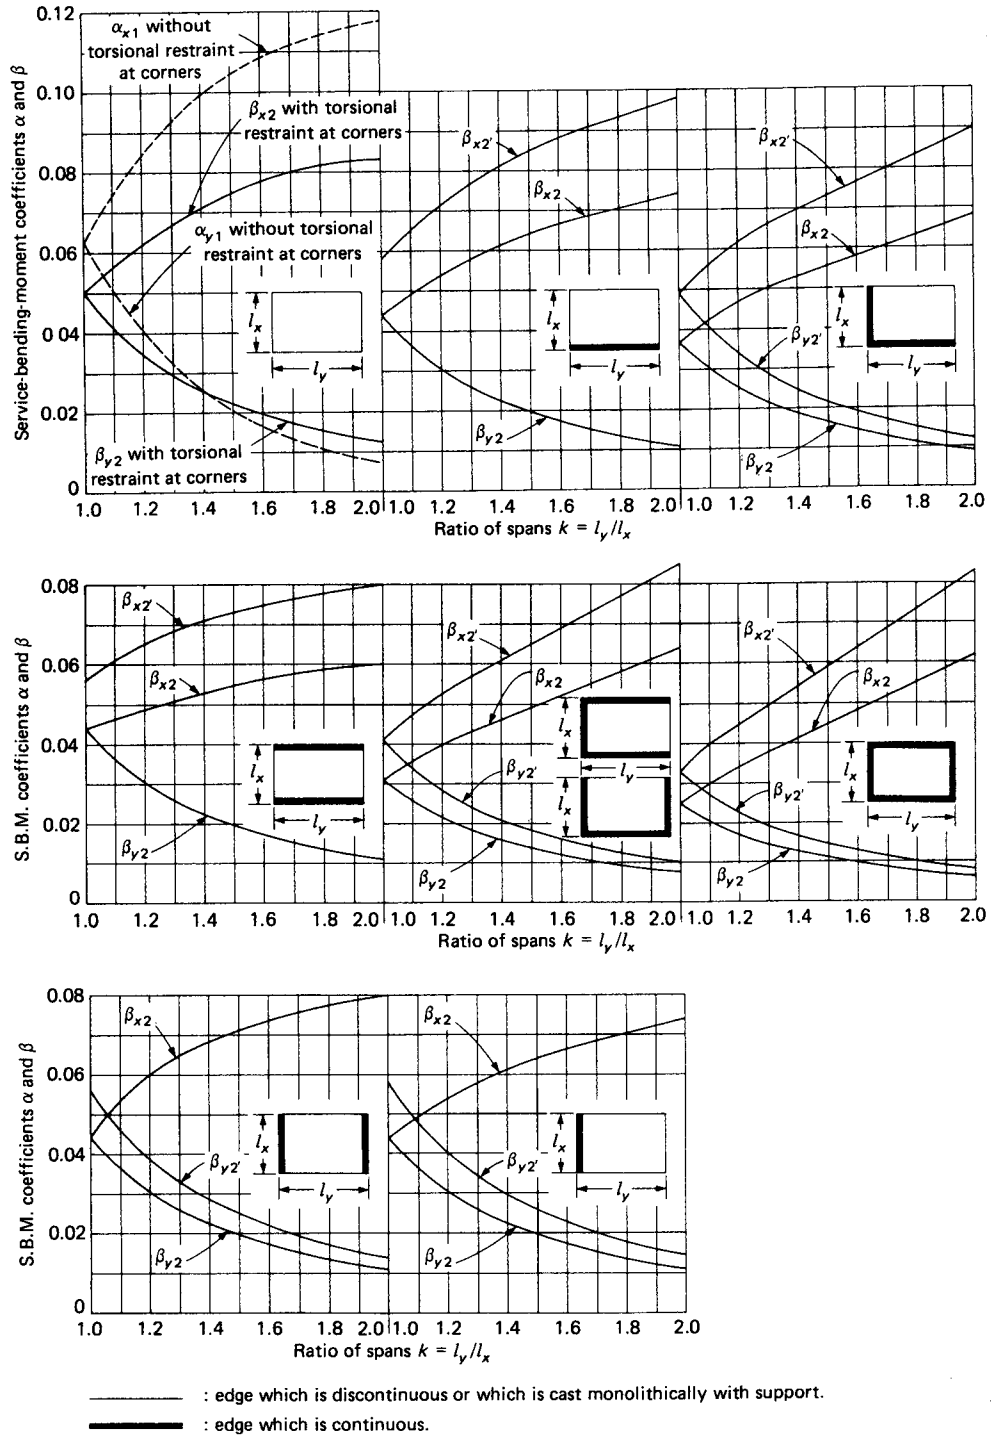 Service-bending-moment coefficients α and β
0.12
0.10
0.08
0.06
0 04
0.02
0
α_x1 without
torsional restraint
at corners
β_x2 with torsional
restraint at corners
α_y1 without torsional
restraint at corners
β_y2 with torsional
restraint at corners
l_x
l_y
β_x2'
β_x2
β_y2
l_x
l_y
β_x2'
β_x2
β_y2'
β_y2
l_x
l_y
1.0 1.2 1.4 1.6 1.8 2.0 1.0 1.2 1.4 1.6 1.8 2.0 1.0 1.2 1.4 1.6 1.8 2.0
Ratio of spans k = l_y/l_x
S.B.M. coefficients α and β
0.08
0.06
0.04
0.02
0
β_x2'
β_x2
β_y2
l_x
l_y
β_x2'
β_x2
β_y2'
β_y2
l_x
l_y
l_x
β_x2'
β_x2
β_y2'
β_y2
l_x
l_y
1.0 1.2 1.4 1.6 1.8 2.0 1.0 1.2 1.4 1.6 1.8 2.0 1.0 1.2 1.4 1.6 1.8 2.0
Ratio of spans k = l_y/l_x
S.B.M. coefficients α and β
0.08
0.06
0.04
0.02
0
β_x2
β_y2'
β_y2
l_x
l_y
β_x2
β_y2'
β_y2
l_x
l_y
1.0 1.2 1.4 1.6 1.8 2.0 1.0 1.2 1.4 1.6 1.8 2.0
Ratio of spans k = l_y/l_x
: edge which is discontinuous or which is cast monolithically with support.
: edge which is continuous.